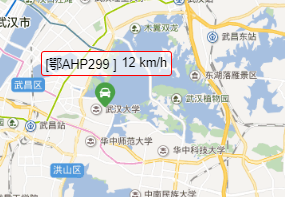 武汉市
木翼双龙
武昌东站
[鄂AHP299 ] 12 km/h
东湖落雁景区
武昌区
武汉植物园
武汉大学
武昌站
华中师范大学
华中科技大学
洪山区
中南民族大学